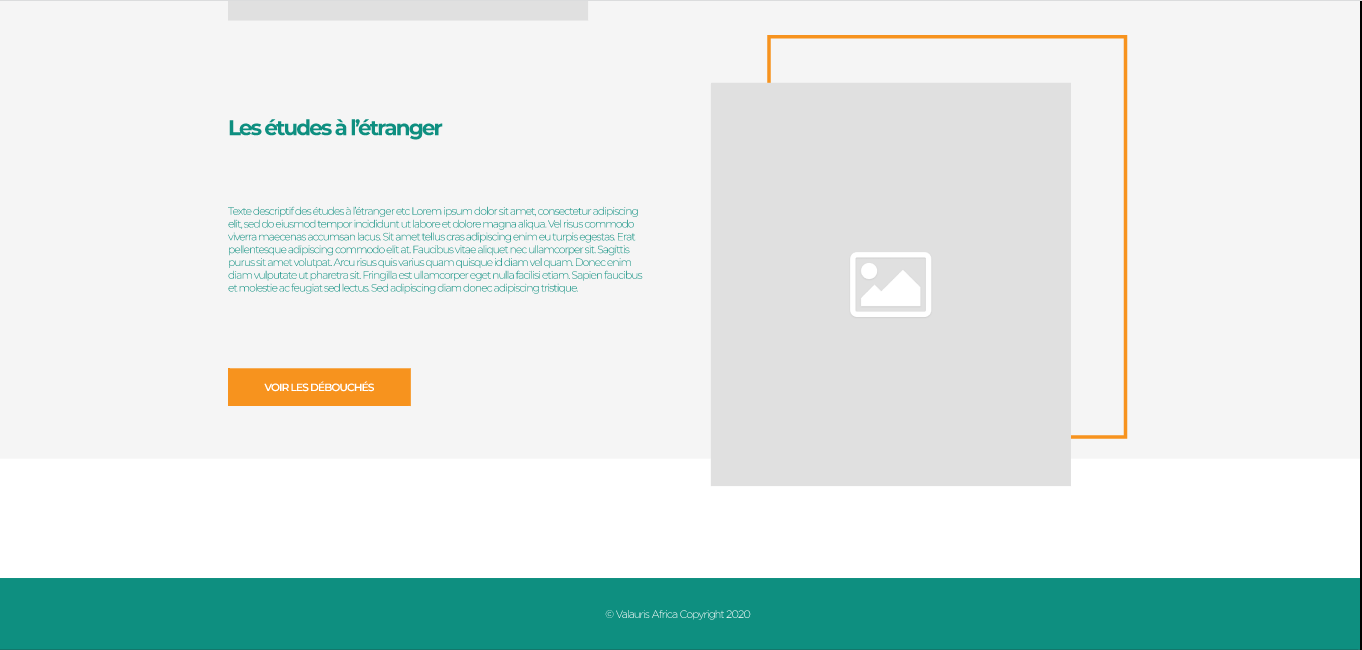 Les études à l'étranger
Texte descriptif des études à l'étranger etc Lorem ipsum dolor sit amet, consectetur adipiscing
elit, sed do eiusmod tempor incididunt ut labore et dolore magna aliqua. Vel risus commodo
viverra maecenas accumsan lacus. Sit amet tellus cras adipiscing enim eu turpis egestas. Erat
pellentesque adipiscing commodo elit at. Faucibus vitae aliquet nec ullamcorper sit. Sagittis
purus sit amet volutpat. Arcu risus quis varius quam quisque id diam vel quam. Donec enim
diam vulputate ut pharetra sit. Fringilla est ullamcorper eget nulla facilisi etiam. Sapien faucibus
et molestie ac feugiat sed lectus. Sed adipiscing diam donec adipiscing tristique.
VOIR LES DÉBOUCHÉS
© Valauris Africa Copyright 2020